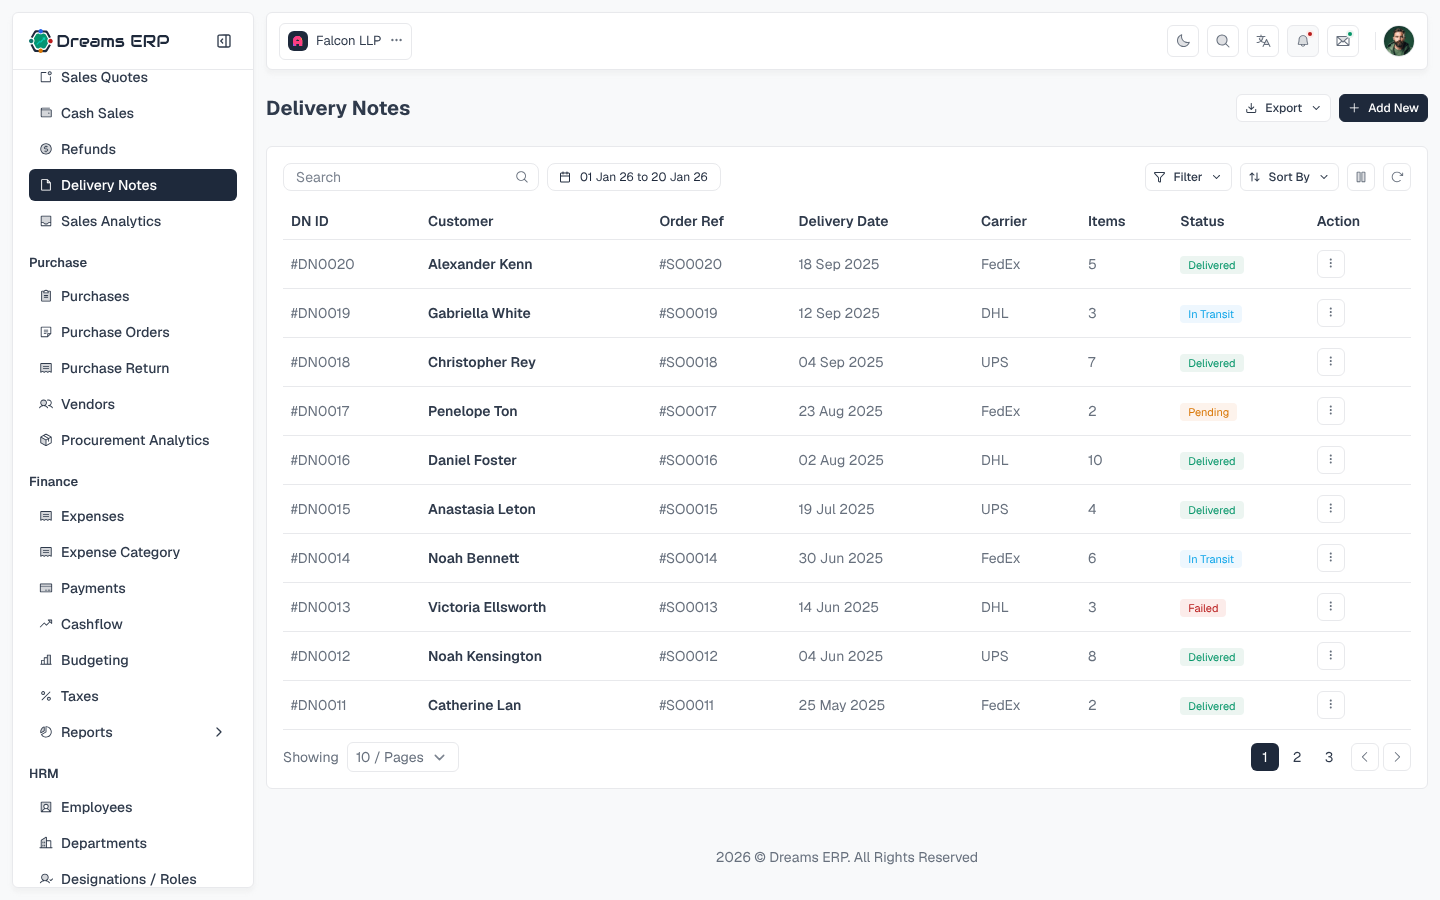 Dreams ERP
Sales Quotes
Cash Sales
Refunds
Delivery Notes
Sales Analytics
Purchase
Purchases
Purchase Orders
Purchase Return
Vendors
Procurement Analytics
Finance
Expenses
Expense Category
Payments
Cashflow
Budgeting
Taxes
Reports
HRM
Employees
Departments
Designations / Roles
Falcon LLP
Delivery Notes
Export
Add New
Search
01 Jan 26 to 20 Jan 26
Filter
Sort By
DN ID Customer Order Ref Delivery Date Carrier Items Status Action
#DN0020 Alexander Kenn #SO0020 18 Sep 2025 FedEx 5 Delivered
#DN0019 Gabriella White #SO0019 12 Sep 2025 DHL 3 In Transit
#DN0018 Christopher Rey #SO0018 04 Sep 2025 UPS 7 Delivered
#DN0017 Penelope Ton #SO0017 23 Aug 2025 FedEx 2 Pending
#DN0016 Daniel Foster #SO0016 02 Aug 2025 DHL 10 Delivered
#DN0015 Anastasia Leton #SO0015 19 Jul 2025 UPS 4 Delivered
#DN0014 Noah Bennett #SO0014 30 Jun 2025 FedEx 6 In Transit
#DN0013 Victoria Ellsworth #SO0013 14 Jun 2025 DHL 3 Failed
#DN0012 Noah Kensington #SO0012 04 Jun 2025 UPS 8 Delivered
#DN0011 Catherine Lan #SO0011 25 May 2025 FedEx 2 Delivered
Showing 10 / Pages
1 2 3
2026 © Dreams ERP. All Rights Reserved